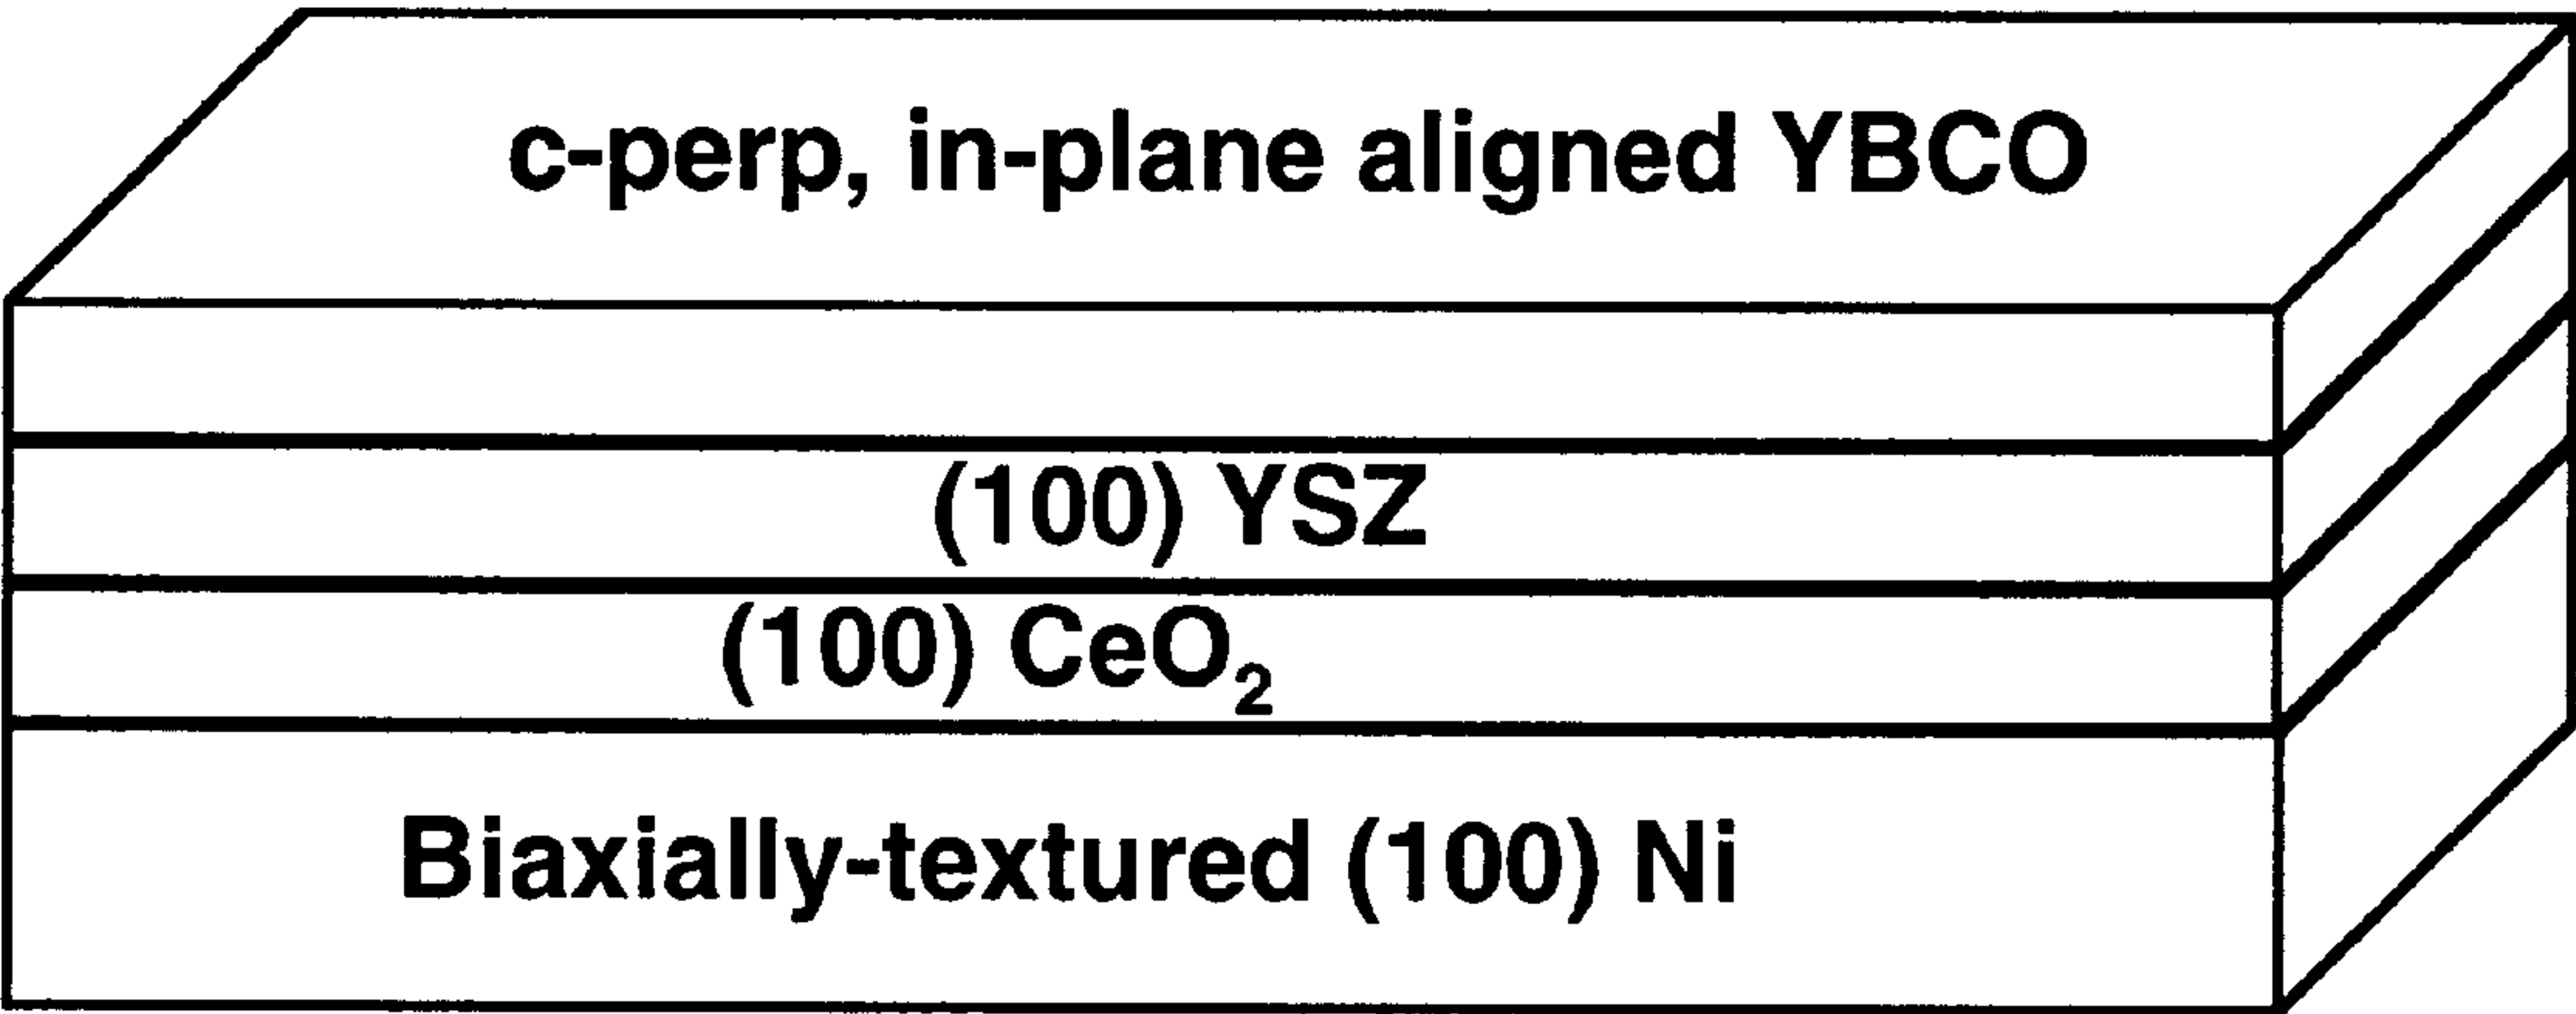 c-perp, in-plane aligned YBCO
(100) YSZ
(100) CeO₂
Biaxially-textured (100) Ni